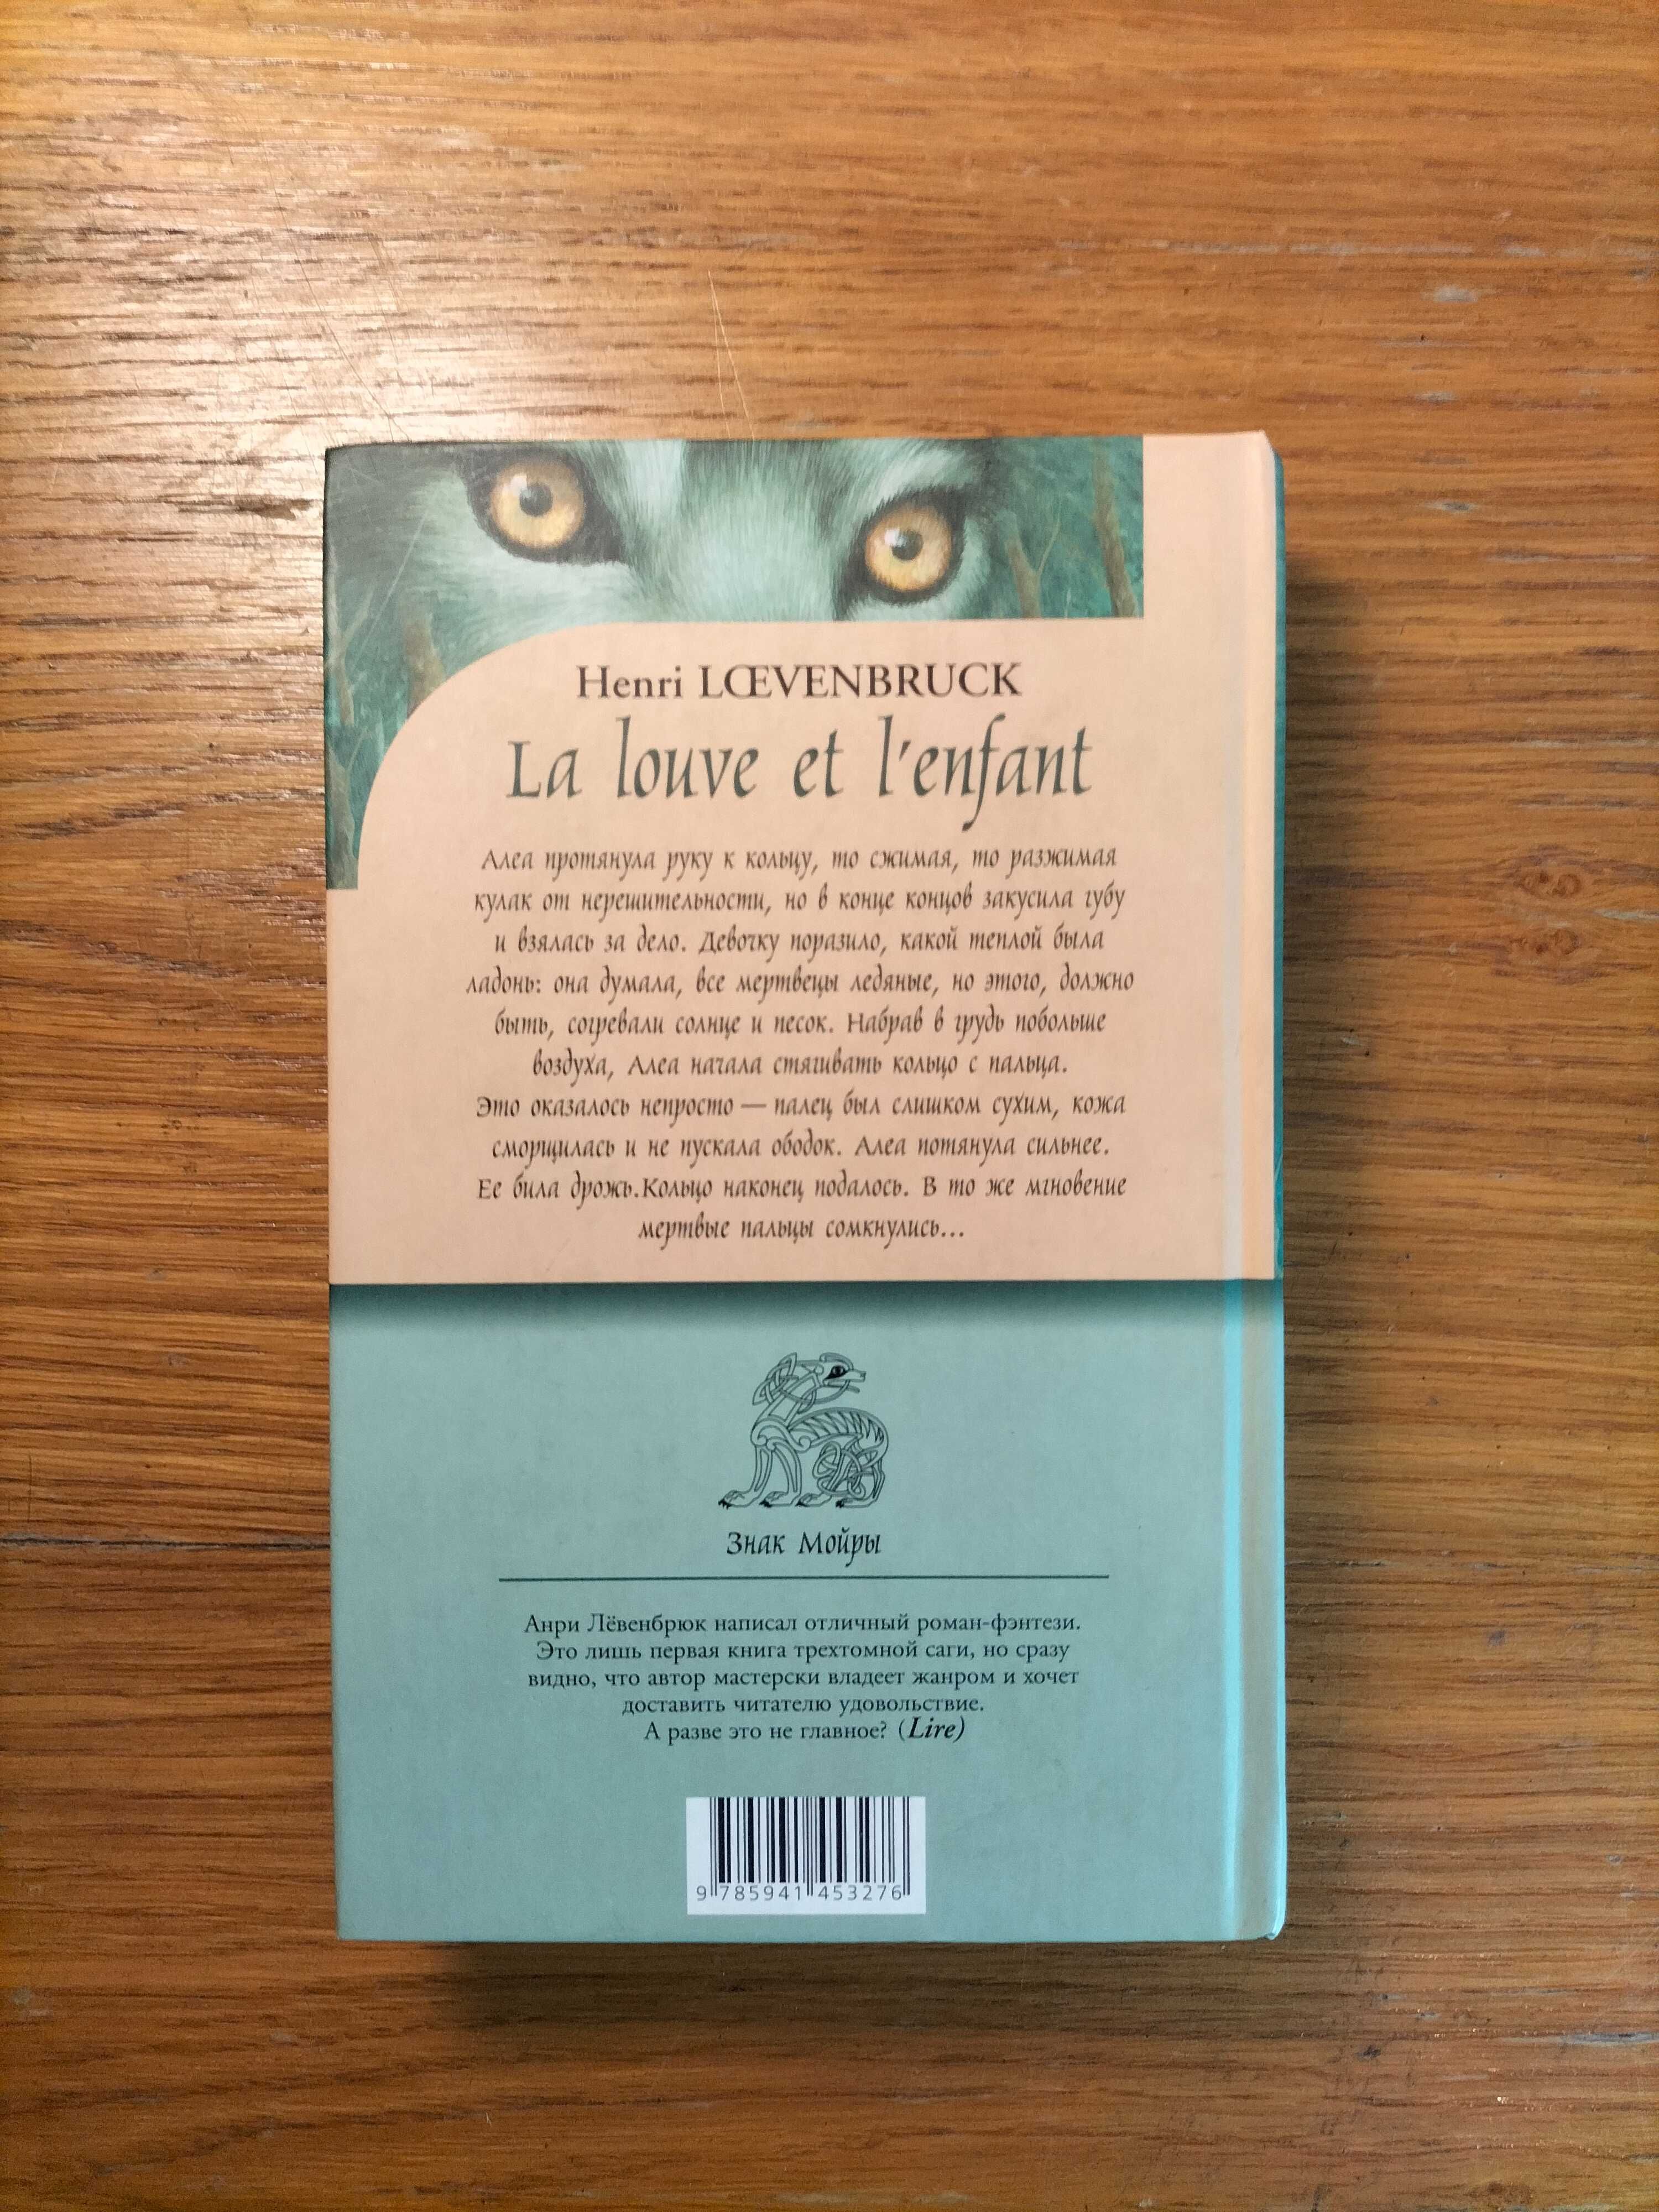 Henri LŒVENBRUCK
La louve et l'enfant
Алеа протянула руку к кольцу, то сжимая, то разжимая
кулак от нерешительности, но в конце концов закусила губу
и взялась за дело. Девочку поразило, какой теплой была
ладонь: она думала, все мертвецы ледяные, но этого, должно
быть, согревали солнце и песок. Набрав в грудь побольше
воздуха, Алеа начала стягивать кольцо с пальца.
Это оказалось непросто — палец был слишком сухим, кожа
сморщилась и не пускала ободок. Алеа потянула сильнее.
Ее била дрожь.Кольцо наконец подалось. В то же мгновение
мертвые пальцы сомкнулись...
Знак Мойры
Анри Лёвенбрюк написал отличный роман-фэнтези.
Это лишь первая книга трехтомной саги, но сразу
видно, что автор мастерски владеет жанром и хочет
доставить читателю удовольствие.
А разве это не главное? (Lire)
9 785941 453276